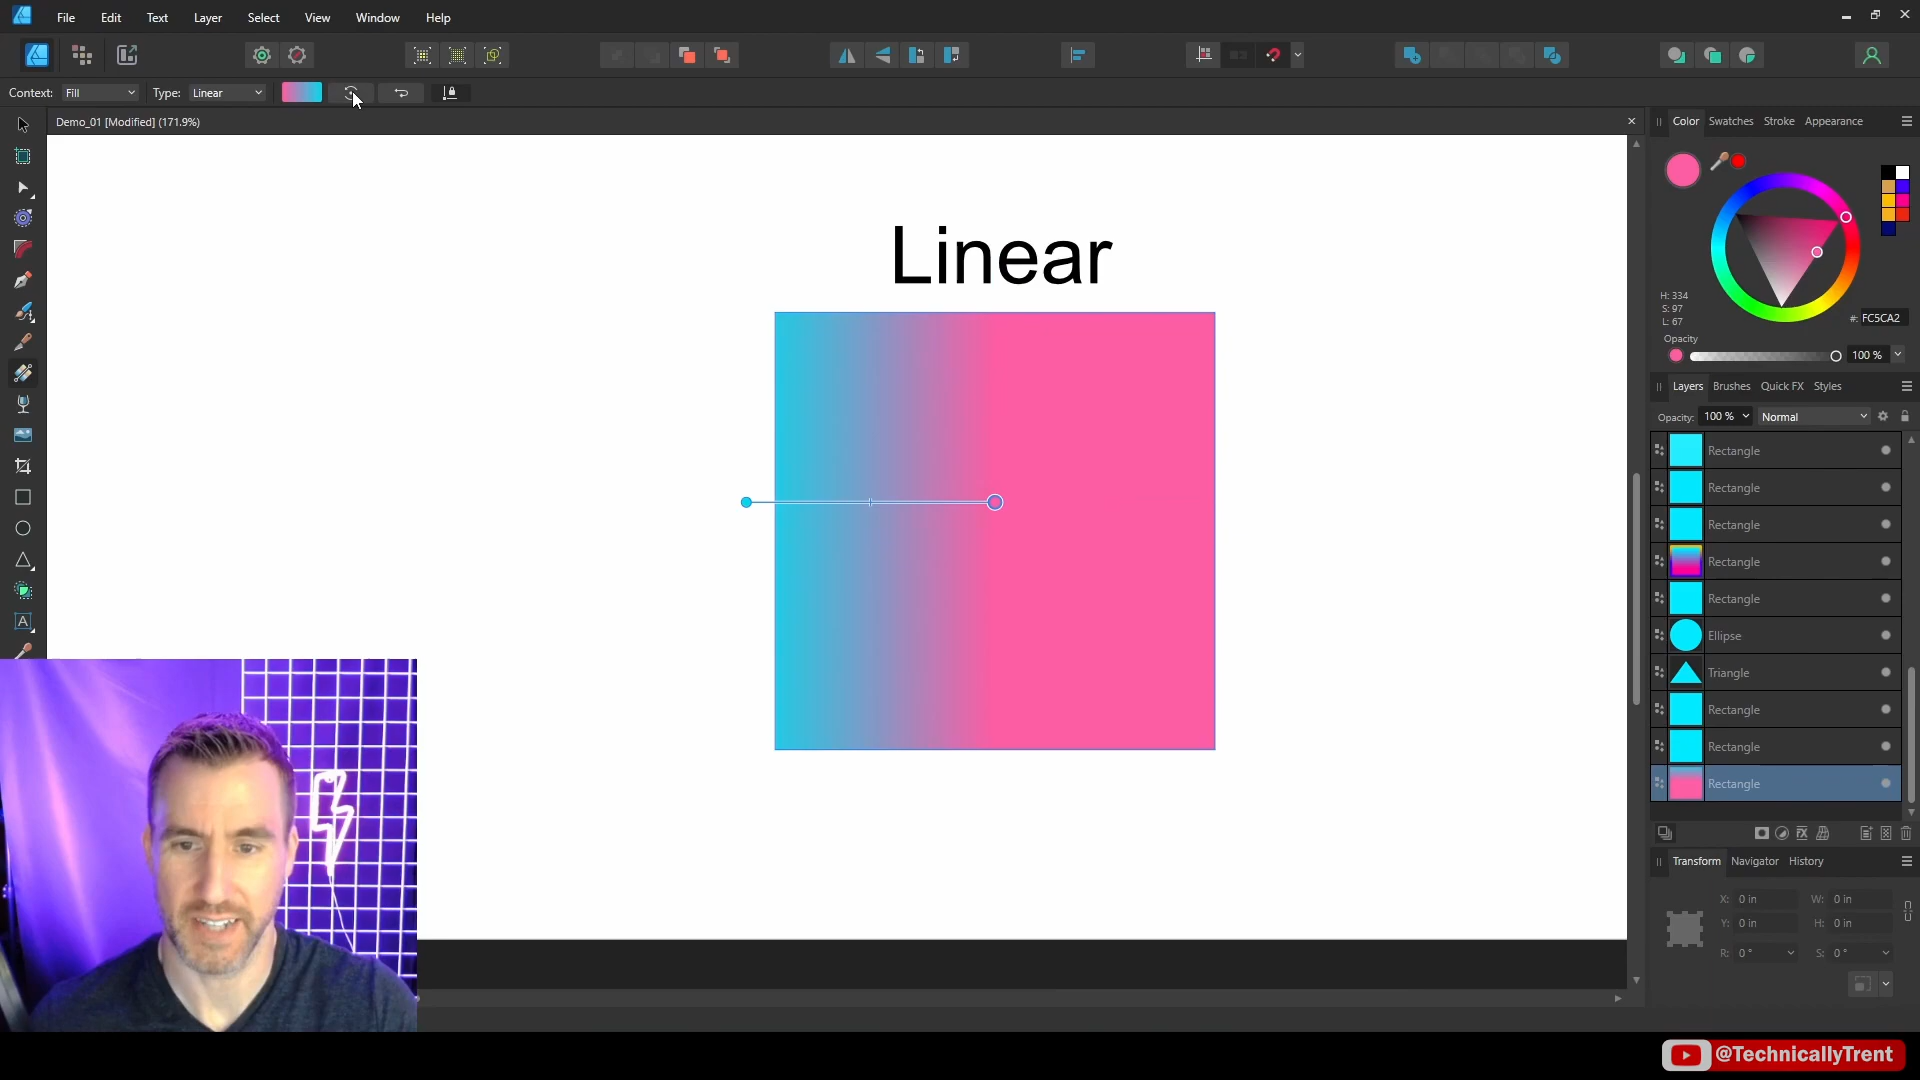 File Edit Text Layer Select View Window Help
Context: Fill Type: Linear
Demo_01 [Modified] (171.9%)
Linear
Color Swatches Stroke Appearance
H: 334
S: 97
L: 67
#: FC5CA2
Opacity
100 %
Layers Brushes Quick FX Styles
Opacity: 100 % Normal
Rectangle
Rectangle
Rectangle
Rectangle
Rectangle
Ellipse
Triangle
Rectangle
Rectangle
Rectangle
Transform Navigator History
X: 0 in W: 0 in
Y: 0 in H: 0 in
R: 0 ° S: 0 °
@TechnicallyTrent